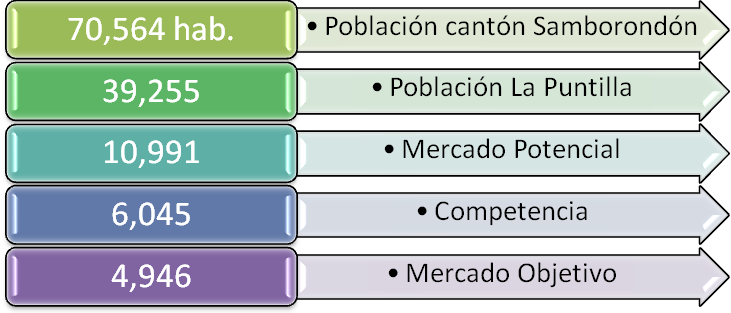 70,564 hab.
• Población cantón Samborondón
39,255
• Población La Puntilla
10,991
• Mercado Potencial
6,045
• Competencia
4,946
• Mercado Objetivo